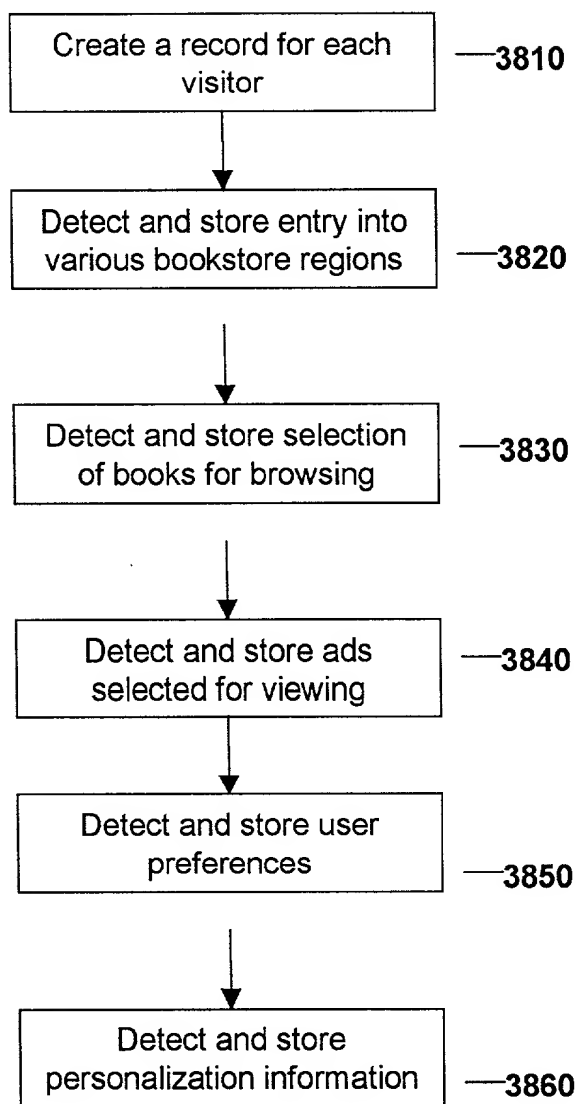 Create a record for each
visitor
3810
Detect and store entry into
various bookstore regions
3820
Detect and store selection
of books for browsing
3830
Detect and store ads
selected for viewing
3840
Detect and store user
preferences
3850
Detect and store
personalization information
3860